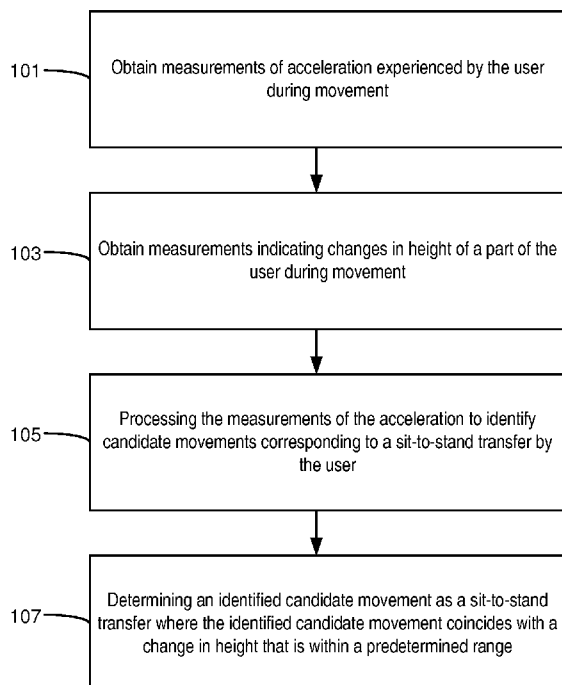 101
Obtain measurements of acceleration experienced by the user
during movement
103
Obtain measurements indicating changes in height of a part of the
user during movement
105
Processing the measurements of the acceleration to identify
candidate movements corresponding to a sit-to-stand transfer by
the user
107
Determining an identified candidate movement as a sit-to-stand
transfer where the identified candidate movement coincides with a
change in height that is within a predetermined range